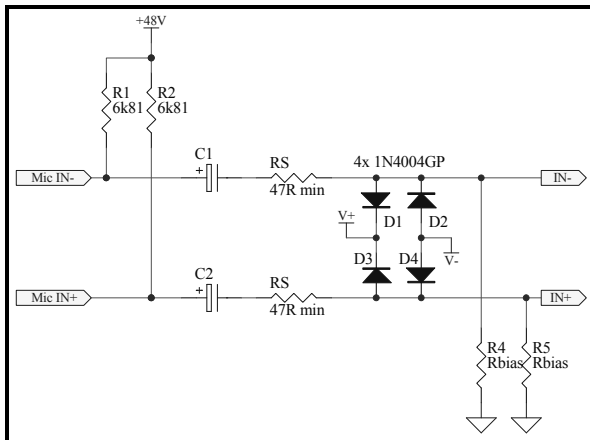 +48V
R1
6k81
R2
6k81
C1
+
RS
47R min
4x 1N4004GP
Mic IN-
IN-
D1
D2
V+
V-
D3
D4
C2
+
RS
47R min
Mic IN+
IN+
R4
Rbias
R5
Rbias